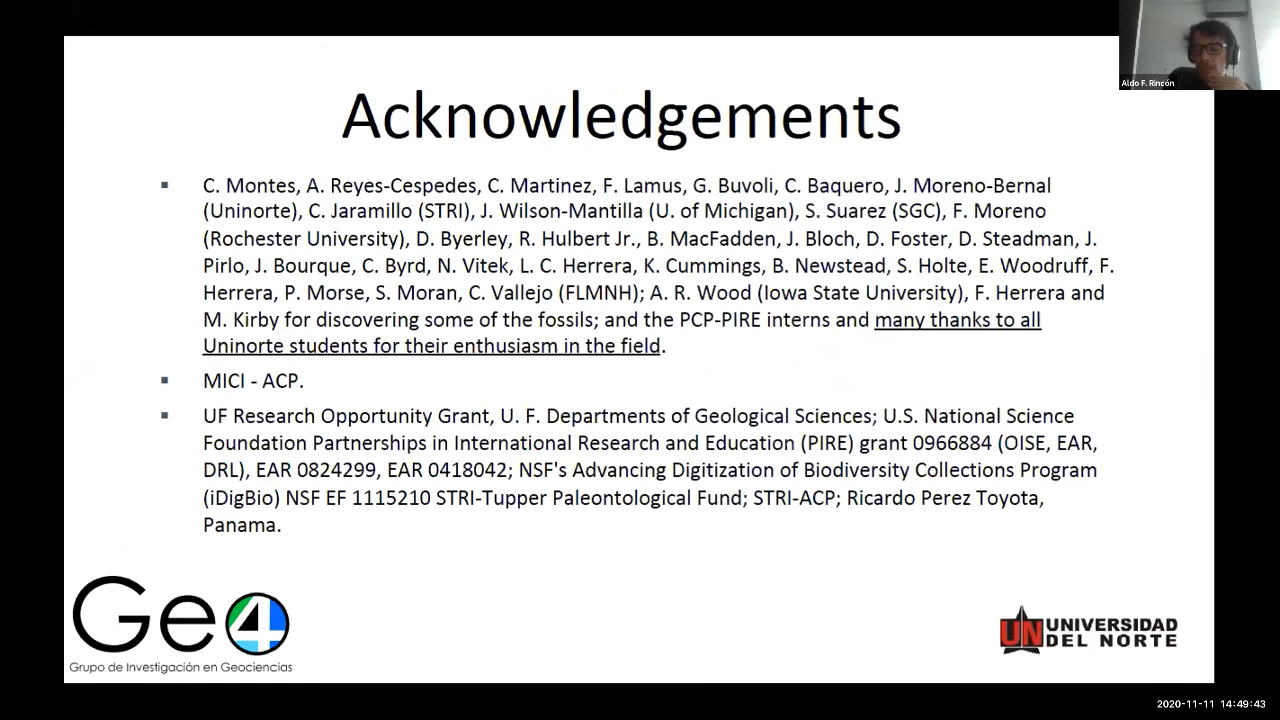 Aldo F. Rincón
Acknowledgements
▪ C. Montes, A. Reyes-Cespedes, C. Martinez, F. Lamus, G. Buvoli, C. Baquero, J. Moreno-Bernal
(Uninorte), C. Jaramillo (STRI), J. Wilson-Mantilla (U. of Michigan), S. Suarez (SGC), F. Moreno
(Rochester University), D. Byerley, R. Hulbert Jr., B. MacFadden, J. Bloch, D. Foster, D. Steadman, J.
Pirlo, J. Bourque, C. Byrd, N. Vitek, L. C. Herrera, K. Cummings, B. Newstead, S. Holte, E. Woodruff, F.
Herrera, P. Morse, S. Moran, C. Vallejo (FLMNH); A. R. Wood (Iowa State University), F. Herrera and
M. Kirby for discovering some of the fossils; and the PCP-PIRE interns and many thanks to all
Uninorte students for their enthusiasm in the field.
▪ MICI - ACP.
▪ UF Research Opportunity Grant, U. F. Departments of Geological Sciences; U.S. National Science
Foundation Partnerships in International Research and Education (PIRE) grant 0966884 (OISE, EAR,
DRL), EAR 0824299, EAR 0418042; NSF's Advancing Digitization of Biodiversity Collections Program
(iDigBio) NSF EF 1115210 STRI-Tupper Paleontological Fund; STRI-ACP; Ricardo Perez Toyota,
Panama.
Ge4
Grupo de Investigación en Geociencias
UN UNIVERSIDAD
DEL NORTE
2020-11-11 14:49:43